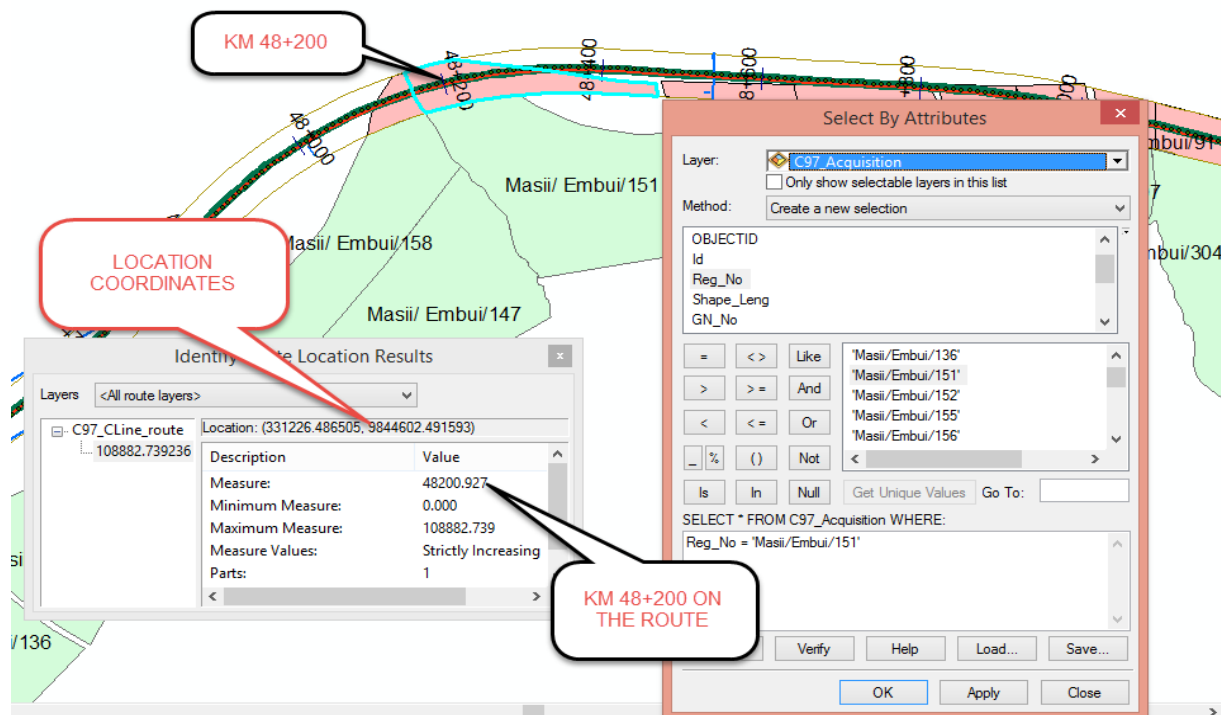 KM 48+200
48+200
48+400
48+600
48+000
Masii/ Embui/151
Masii/ Embui/158
Masii/ Embui/147
LOCATION
COORDINATES
Identify Location Results
Layers <All route layers>
C97_CLine_route
108882.739236
Location: (331226.486505, 9844602.491593)
Description Value
Measure: 48200.927
Minimum Measure: 0.000
Maximum Measure: 108882.739
Measure Values: Strictly Increasing
Parts: 1
KM 48+200 ON
THE ROUTE
/136
Select By Attributes
Layer: C97_Acquisition
Only show selectable layers in this list
Method: Create a new selection
OBJECTID
Id
Reg_No
Shape_Leng
GN_No
= < > Like
> > = And
< < = Or
_ % () Not
Is In Null
'Masii/Embui/136'
'Masii/Embui/151'
'Masii/Embui/152'
'Masii/Embui/155'
'Masii/Embui/156'
Get Unique Values Go To:
SELECT * FROM C97_Acquisition WHERE:
Reg_No = 'Masii/Embui/151'
Verify Help Load... Save...
OK Apply Close
mbui/91
7
nbui/304